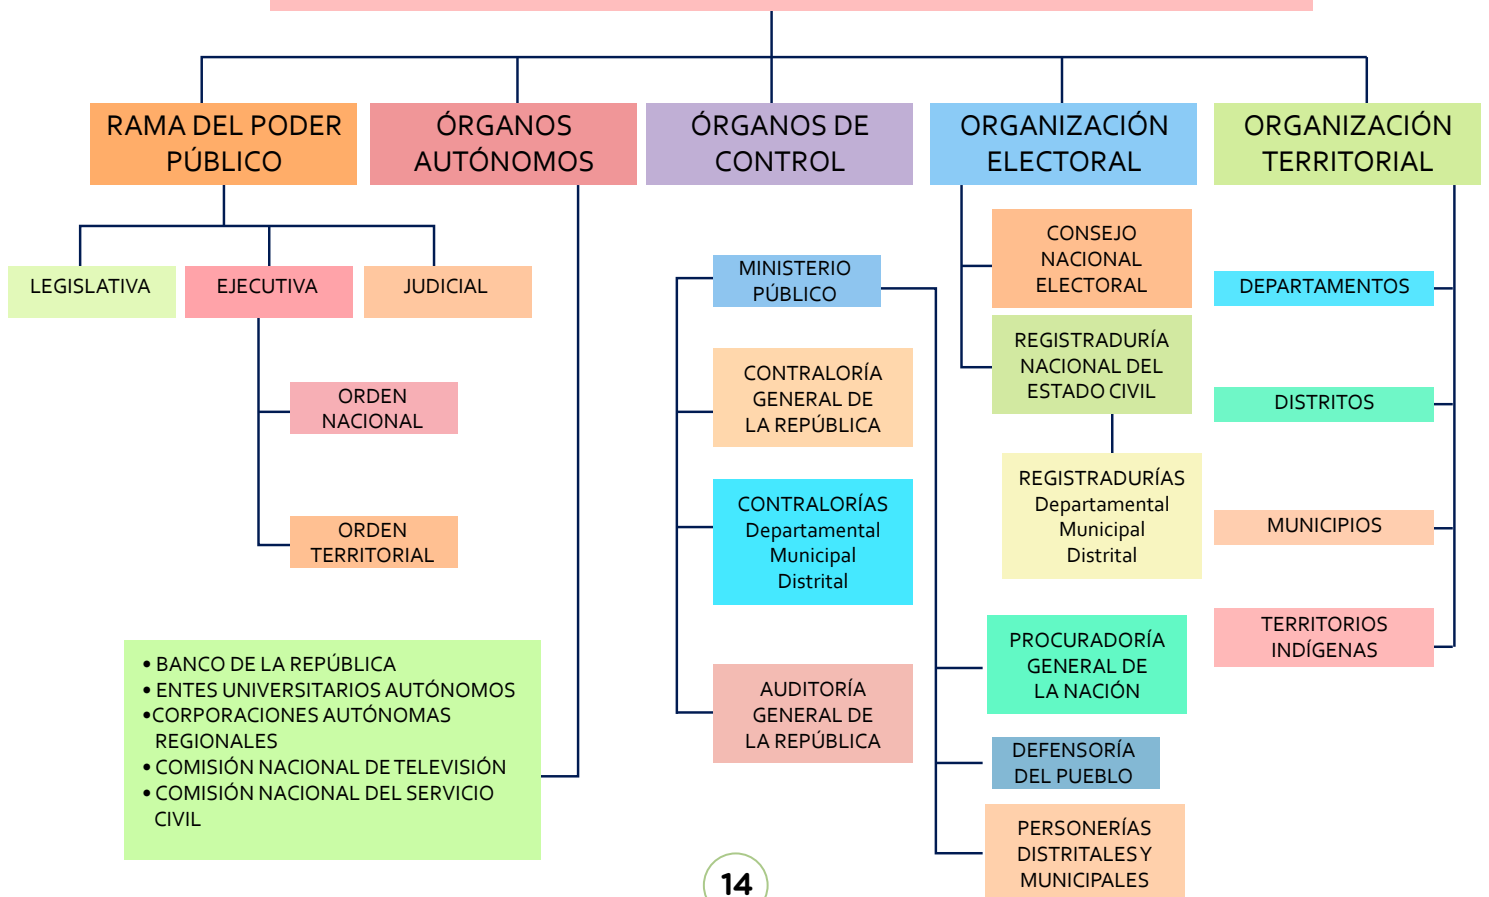 RAMA DEL PODER
PÚBLICO
ÓRGANOS
AUTÓNOMOS
ÓRGANOS DE
CONTROL
ORGANIZACIÓN
ELECTORAL
ORGANIZACIÓN
TERRITORIAL
LEGISLATIVA
EJECUTIVA
JUDICIAL
ORDEN
NACIONAL
ORDEN
TERRITORIAL
• BANCO DE LA REPÚBLICA
• ENTES UNIVERSITARIOS AUTÓNOMOS
•CORPORACIONES AUTÓNOMAS
REGIONALES
• COMISIÓN NACIONAL DE TELEVISIÓN
• COMISIÓN NACIONAL DEL SERVICIO
CIVIL
MINISTERIO
PÚBLICO
CONTRALORÍA
GENERAL DE
LA REPÚBLICA
CONTRALORÍAS
Departamental
Municipal
Distrital
AUDITORÍA
GENERAL DE
LA REPÚBLICA
CONSEJO
NACIONAL
ELECTORAL
REGISTRADURÍA
NACIONAL DEL
ESTADO CIVIL
REGISTRADURÍAS
Departamental
Municipal
Distrital
PROCURADORÍA
GENERAL DE
LA NACIÓN
DEFENSORÍA
DEL PUEBLO
PERSONERÍAS
DISTRITALES Y
MUNICIPALES
DEPARTAMENTOS
DISTRITOS
MUNICIPIOS
TERRITORIOS
INDÍGENAS
14